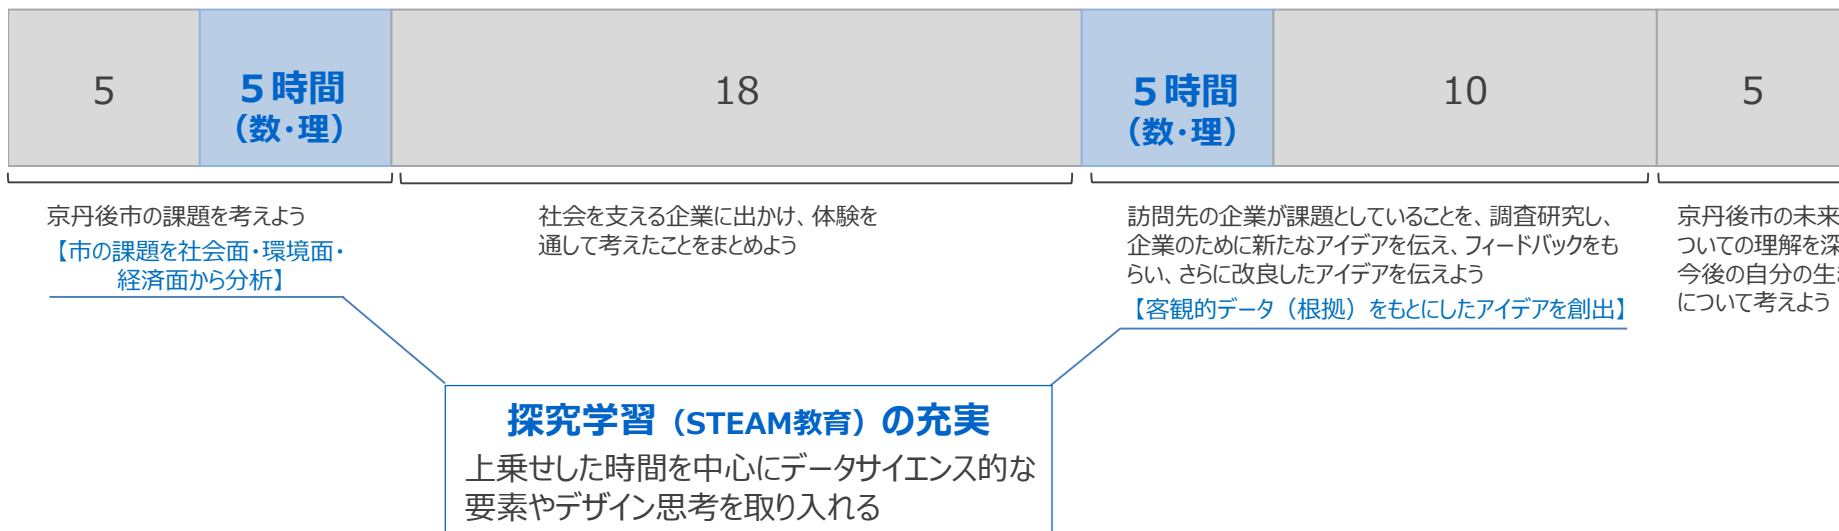 5
５時間
（数・理）
18
５時間
（数・理）
10
5
京丹後市の課題を考えよう
【市の課題を社会面・環境面・
経済面から分析】
社会を支える企業に出かけ、体験を
通して考えたことをまとめよう
訪問先の企業が課題としていることを、調査研究し、
企業のために新たなアイデアを伝え、フィードバックをも
らい、さらに改良したアイデアを伝えよう
【客観的データ（根拠）をもとにしたアイデアを創出】
京丹後市の未来
ついての理解を深
今後の自分の生
について考えよう
探究学習（STEAM教育）の充実
上乗せした時間を中心にデータサイエンス的な
要素やデザイン思考を取り入れる